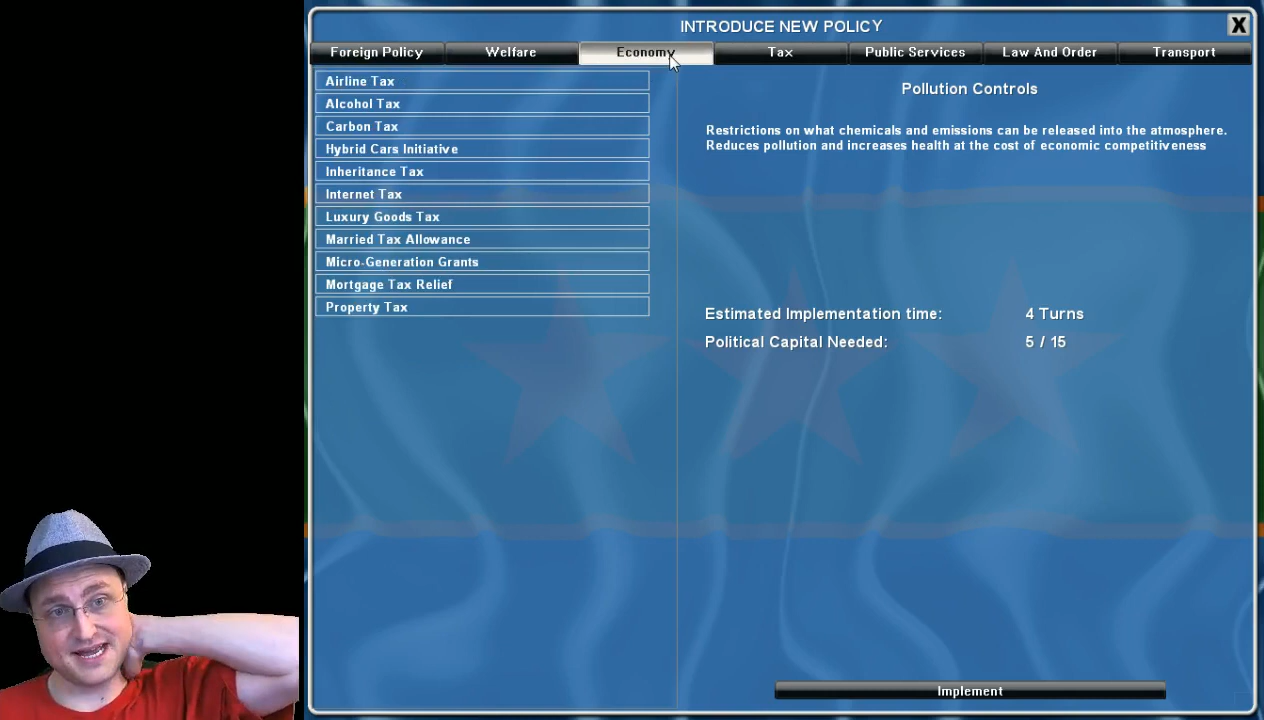 INTRODUCE NEW POLICY
X
Foreign Policy
Welfare
Economy
Tax
Public Services
Law And Order
Transport
Airline Tax
Alcohol Tax
Carbon Tax
Hybrid Cars Initiative
Inheritance Tax
Internet Tax
Luxury Goods Tax
Married Tax Allowance
Micro-Generation Grants
Mortgage Tax Relief
Property Tax
Pollution Controls
Restrictions on what chemicals and emissions can be released into the atmosphere.
Reduces pollution and increases health at the cost of economic competitiveness
Estimated Implementation time: 4 Turns
Political Capital Needed: 5 / 15
Implement